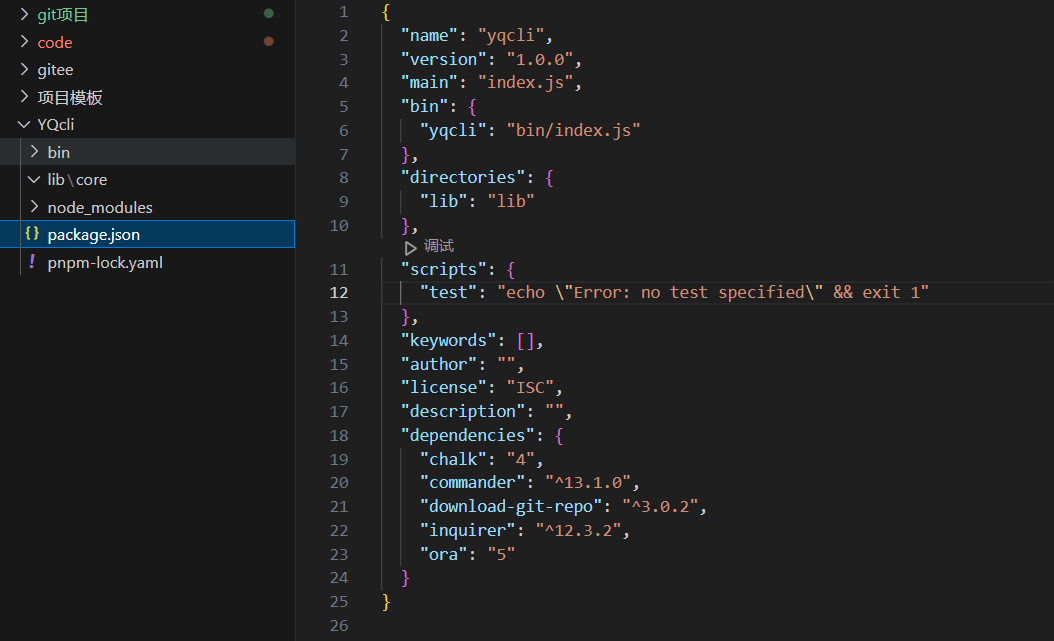 git项目
code
gitee
项目模板
YQcli
bin
lib\core
node_modules
{} package.json
! pnpm-lock.yaml
1 {
2 "name": "yqcli",
3 "version": "1.0.0",
4 "main": "index.js",
5 "bin": {
6 "yqcli": "bin/index.js"
7 },
8 "directories": {
9 "lib": "lib"
10 },
调试
11 "scripts": {
12 "test": "echo \"Error: no test specified\" && exit 1"
13 },
14 "keywords": [],
15 "author": "",
16 "license": "ISC",
17 "description": "",
18 "dependencies": {
19 "chalk": "4",
20 "commander": "^13.1.0",
21 "download-git-repo": "^3.0.2",
22 "inquirer": "^12.3.2",
23 "ora": "5"
24 }
25 }
26